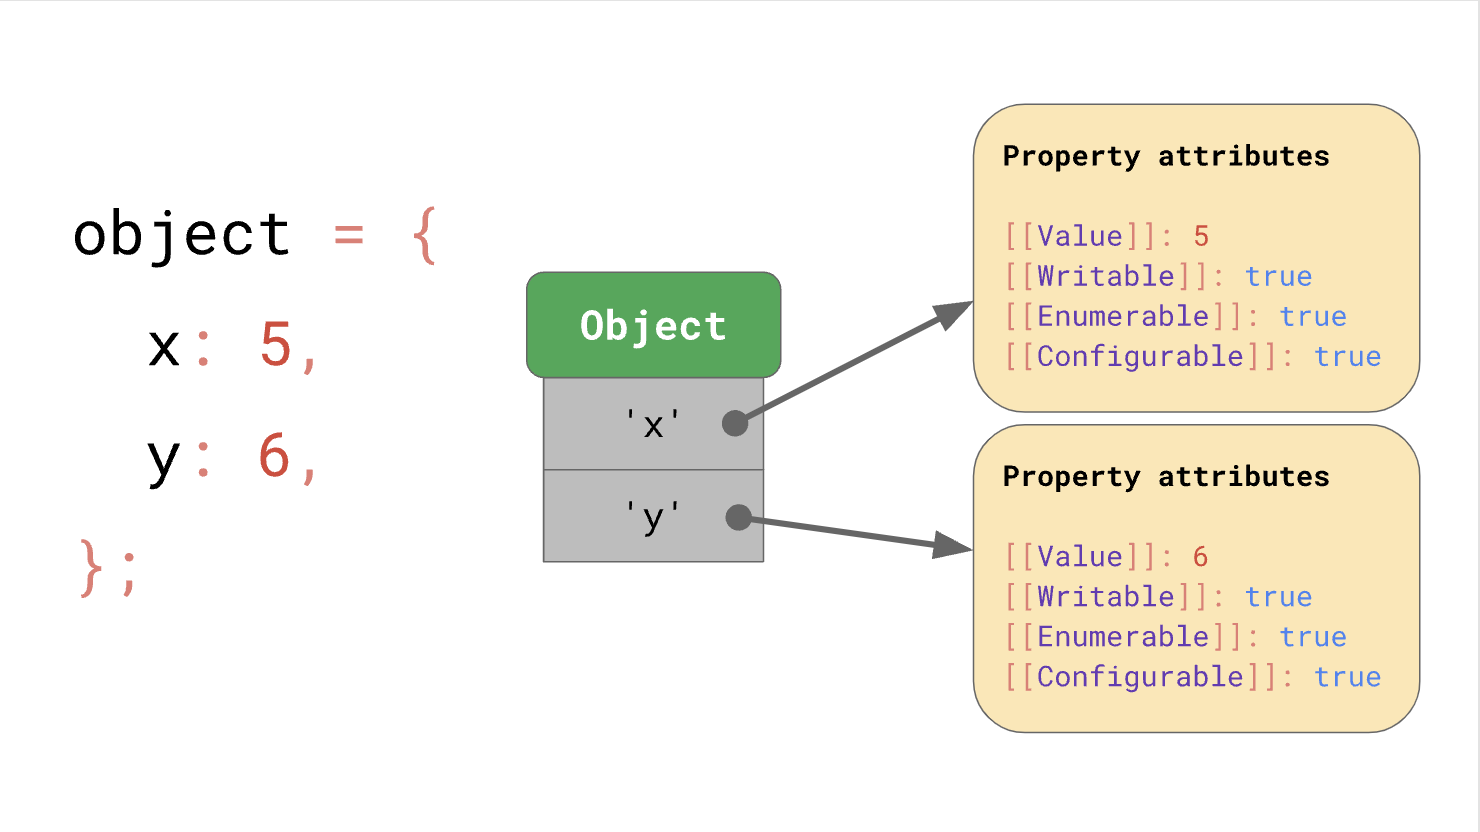 object = {
x: 5,
y: 6,
};
Object
'x'
'y'
Property attributes
[[Value]]: 5
[[Writable]]: true
[[Enumerable]]: true
[[Configurable]]: true
Property attributes
[[Value]]: 6
[[Writable]]: true
[[Enumerable]]: true
[[Configurable]]: true